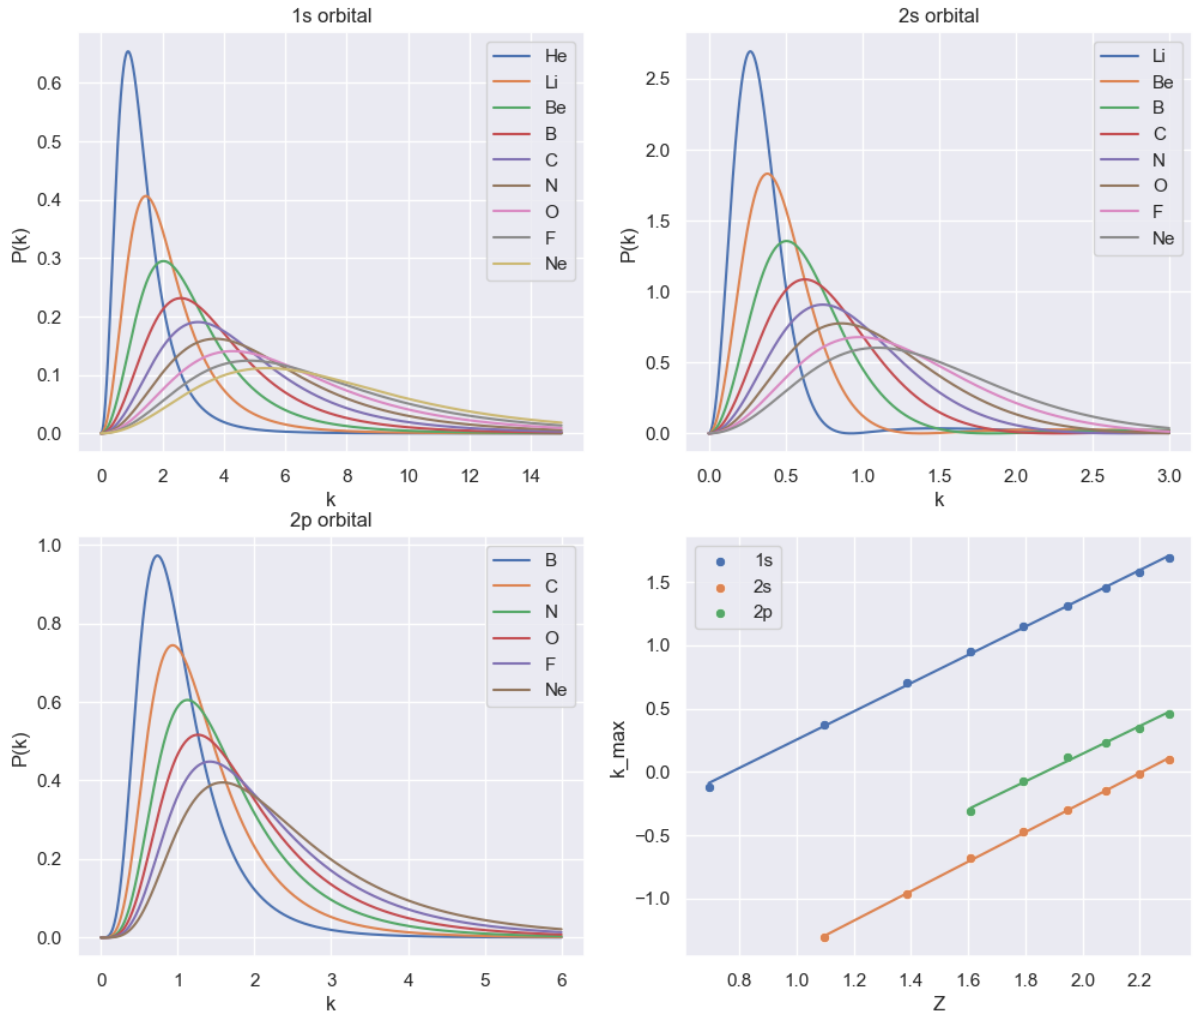 1s orbital
P(k)
0.6
0.5
0.4
0.3
0.2
0.1
0.0
He
Li
Be
B
C
N
O
F
Ne
0 2 4 6 8 10 12 14
k
2s orbital
P(k)
2.5
2.0
1.5
1.0
0.5
0.0
Li
Be
B
C
N
O
F
Ne
0.0 0.5 1.0 1.5 2.0 2.5 3.0
k
2p orbital
P(k)
1.0
0.8
0.6
0.4
0.2
0.0
B
C
N
O
F
Ne
0 1 2 3 4 5 6
k
k_max
1.5
1.0
0.5
0.0
−0.5
−1.0
1s
2s
2p
0.8 1.0 1.2 1.4 1.6 1.8 2.0 2.2
Z